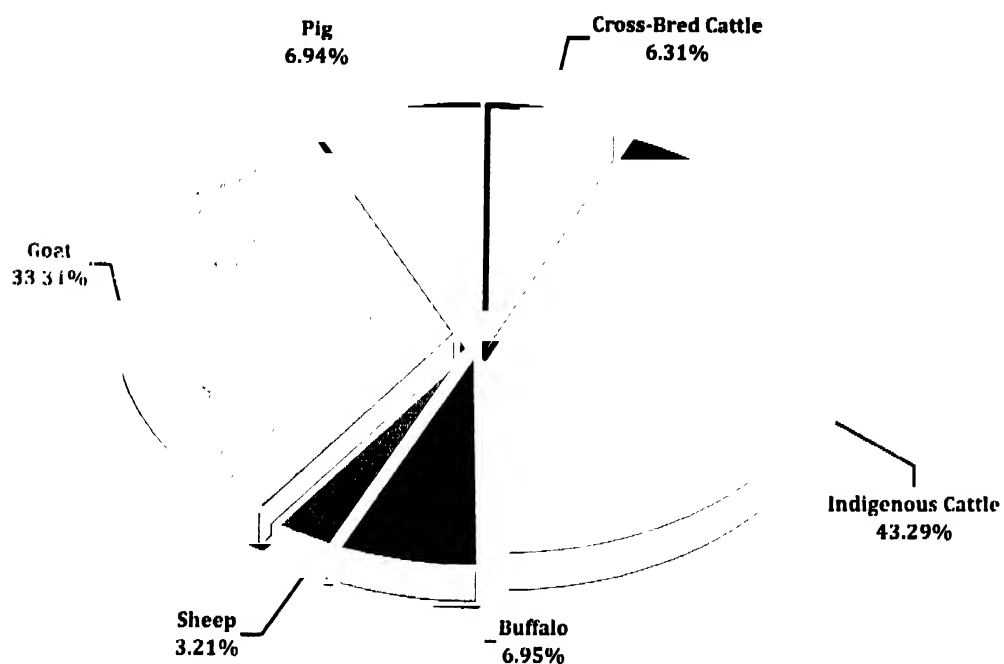 Pig
6.94%
Cross-Bred Cattle
6.31%
Goat
33.31%
Indigenous Cattle
43.29%
Sheep
3.21%
Buffalo
6.95%